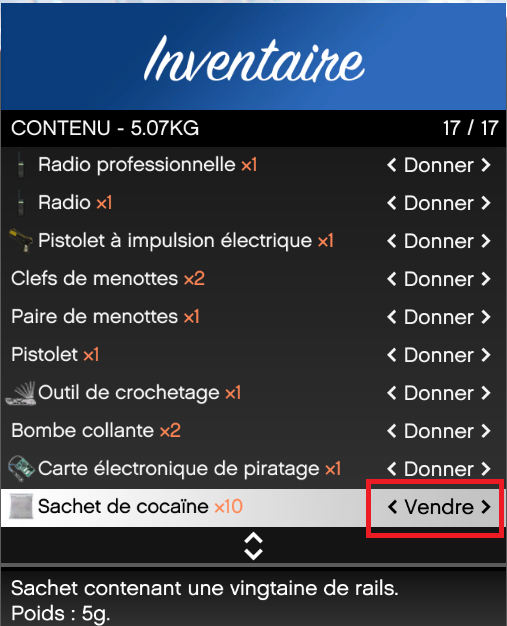 Inventaire
CONTENU - 5.07KG 17 / 17
Radio professionnelle x1 < Donner >
Radio x1 < Donner >
Pistolet à impulsion électrique x1 < Donner >
Clefs de menottes x2 < Donner >
Paire de menottes x1 < Donner >
Pistolet x1 < Donner >
Outil de crochetage x1 < Donner >
Bombe collante x2 < Donner >
Carte électronique de piratage x1 < Donner >
Sachet de cocaïne x10 < Vendre >
Sachet contenant une vingtaine de rails.
Poids : 5g.